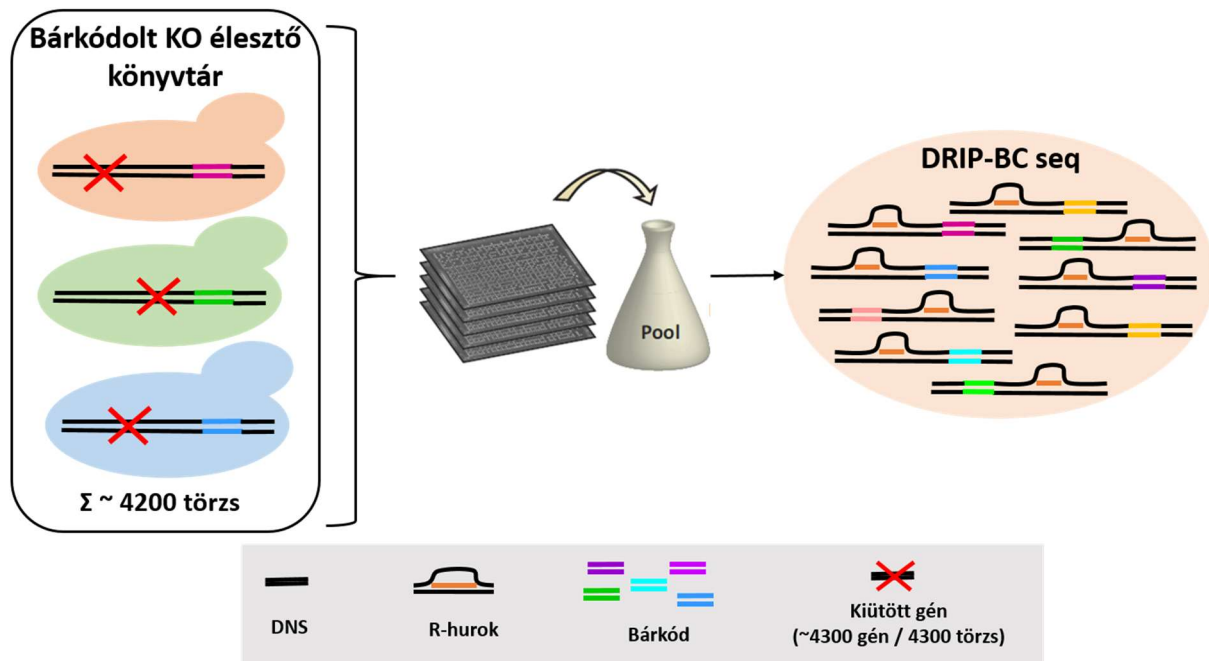 Bárkódolt KO élesztő
könyvtár
Σ ~ 4200 törzs
Pool
DRIP-BC seq
DNS
R-hurok
Bárkód
Kiütött gén
(~4300 gén / 4300 törzs)